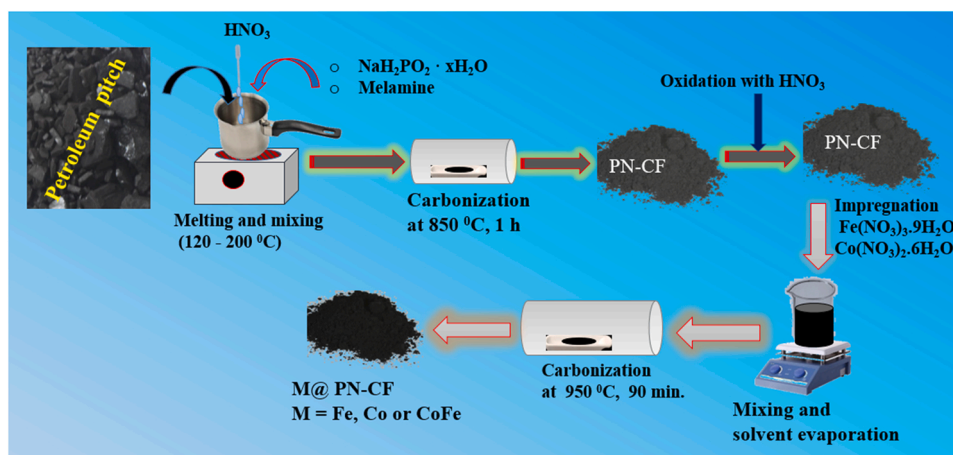 HNO₃
Petroleum pitch
○ NaH₂PO₂ · xH₂O
○ Melamine
Melting and mixing
(120 - 200 ⁰C)
Carbonization
at 850 ⁰C, 1 h
PN-CF
Oxidation with HNO₃
PN-CF
Impregnation
Fe(NO₃)₃.9H₂O
Co(NO₃)₂.6H₂O
Mixing and
solvent evaporation
Carbonization
at 950 ⁰C, 90 min.
M@ PN-CF
M = Fe, Co or CoFe